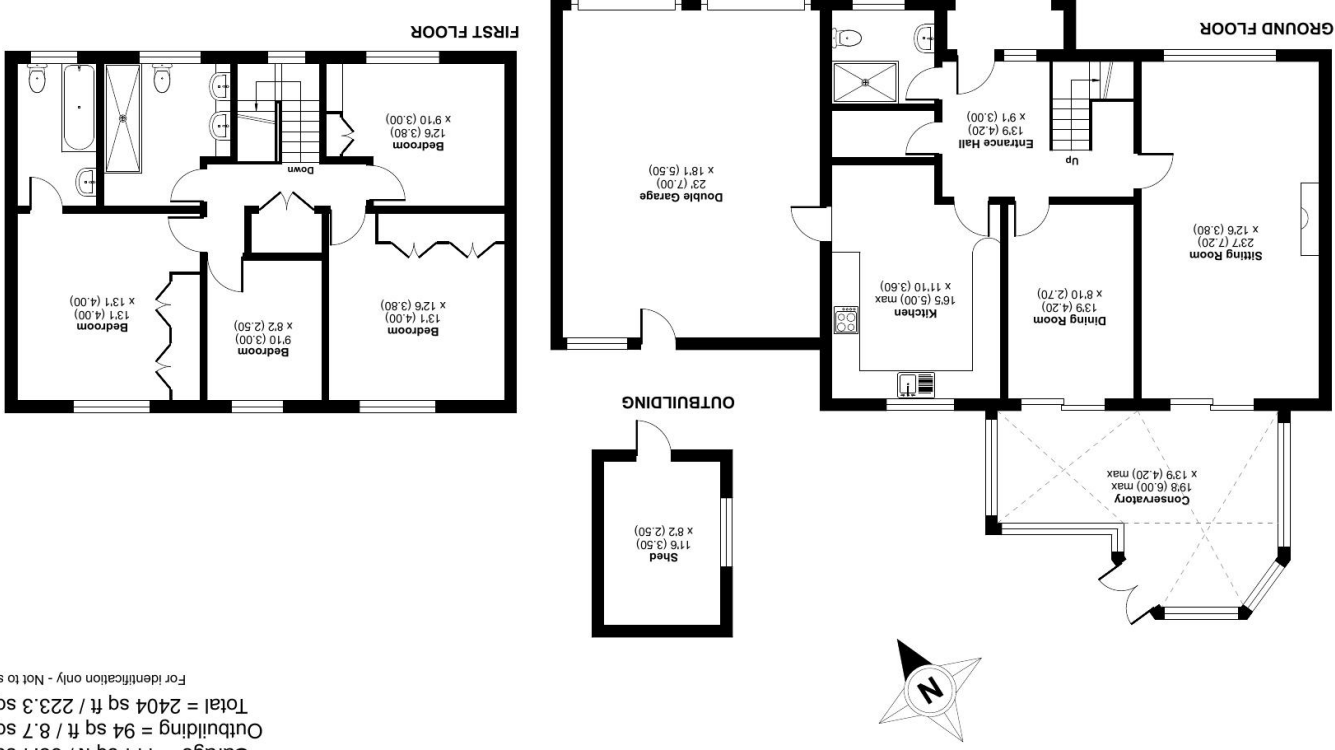 Outbuilding = 94 sq ft / 8.7 sq
Total = 2404 sq ft / 223.3 sq
For identification only - Not to s
N
Conservatory
19'8 (6.00) max
x 13'9 (4.20) max
Shed
11'6 (3.50)
x 8'2 (2.50)
OUTBUILDING
Sitting Room
23'7 (7.20)
x 12'6 (3.80)
Dining Room
13'9 (4.20)
x 8'10 (2.70)
Kitchen
16'5 (5.00) max
x 11'10 (3.60)
Up
Entrance Hall
13'9 (4.20)
x 9'1 (3.00)
Double Garage
23' (7.00)
x 18'1 (5.50)
GROUND FLOOR
Bedroom
13'1 (4.00)
x 12'6 (3.80)
Bedroom
9'10 (3.00)
x 8'2 (2.50)
Bedroom
13'1 (4.00)
x 13'1 (4.00)
Down
Bedroom
12'6 (3.80)
x 9'10 (3.00)
FIRST FLOOR